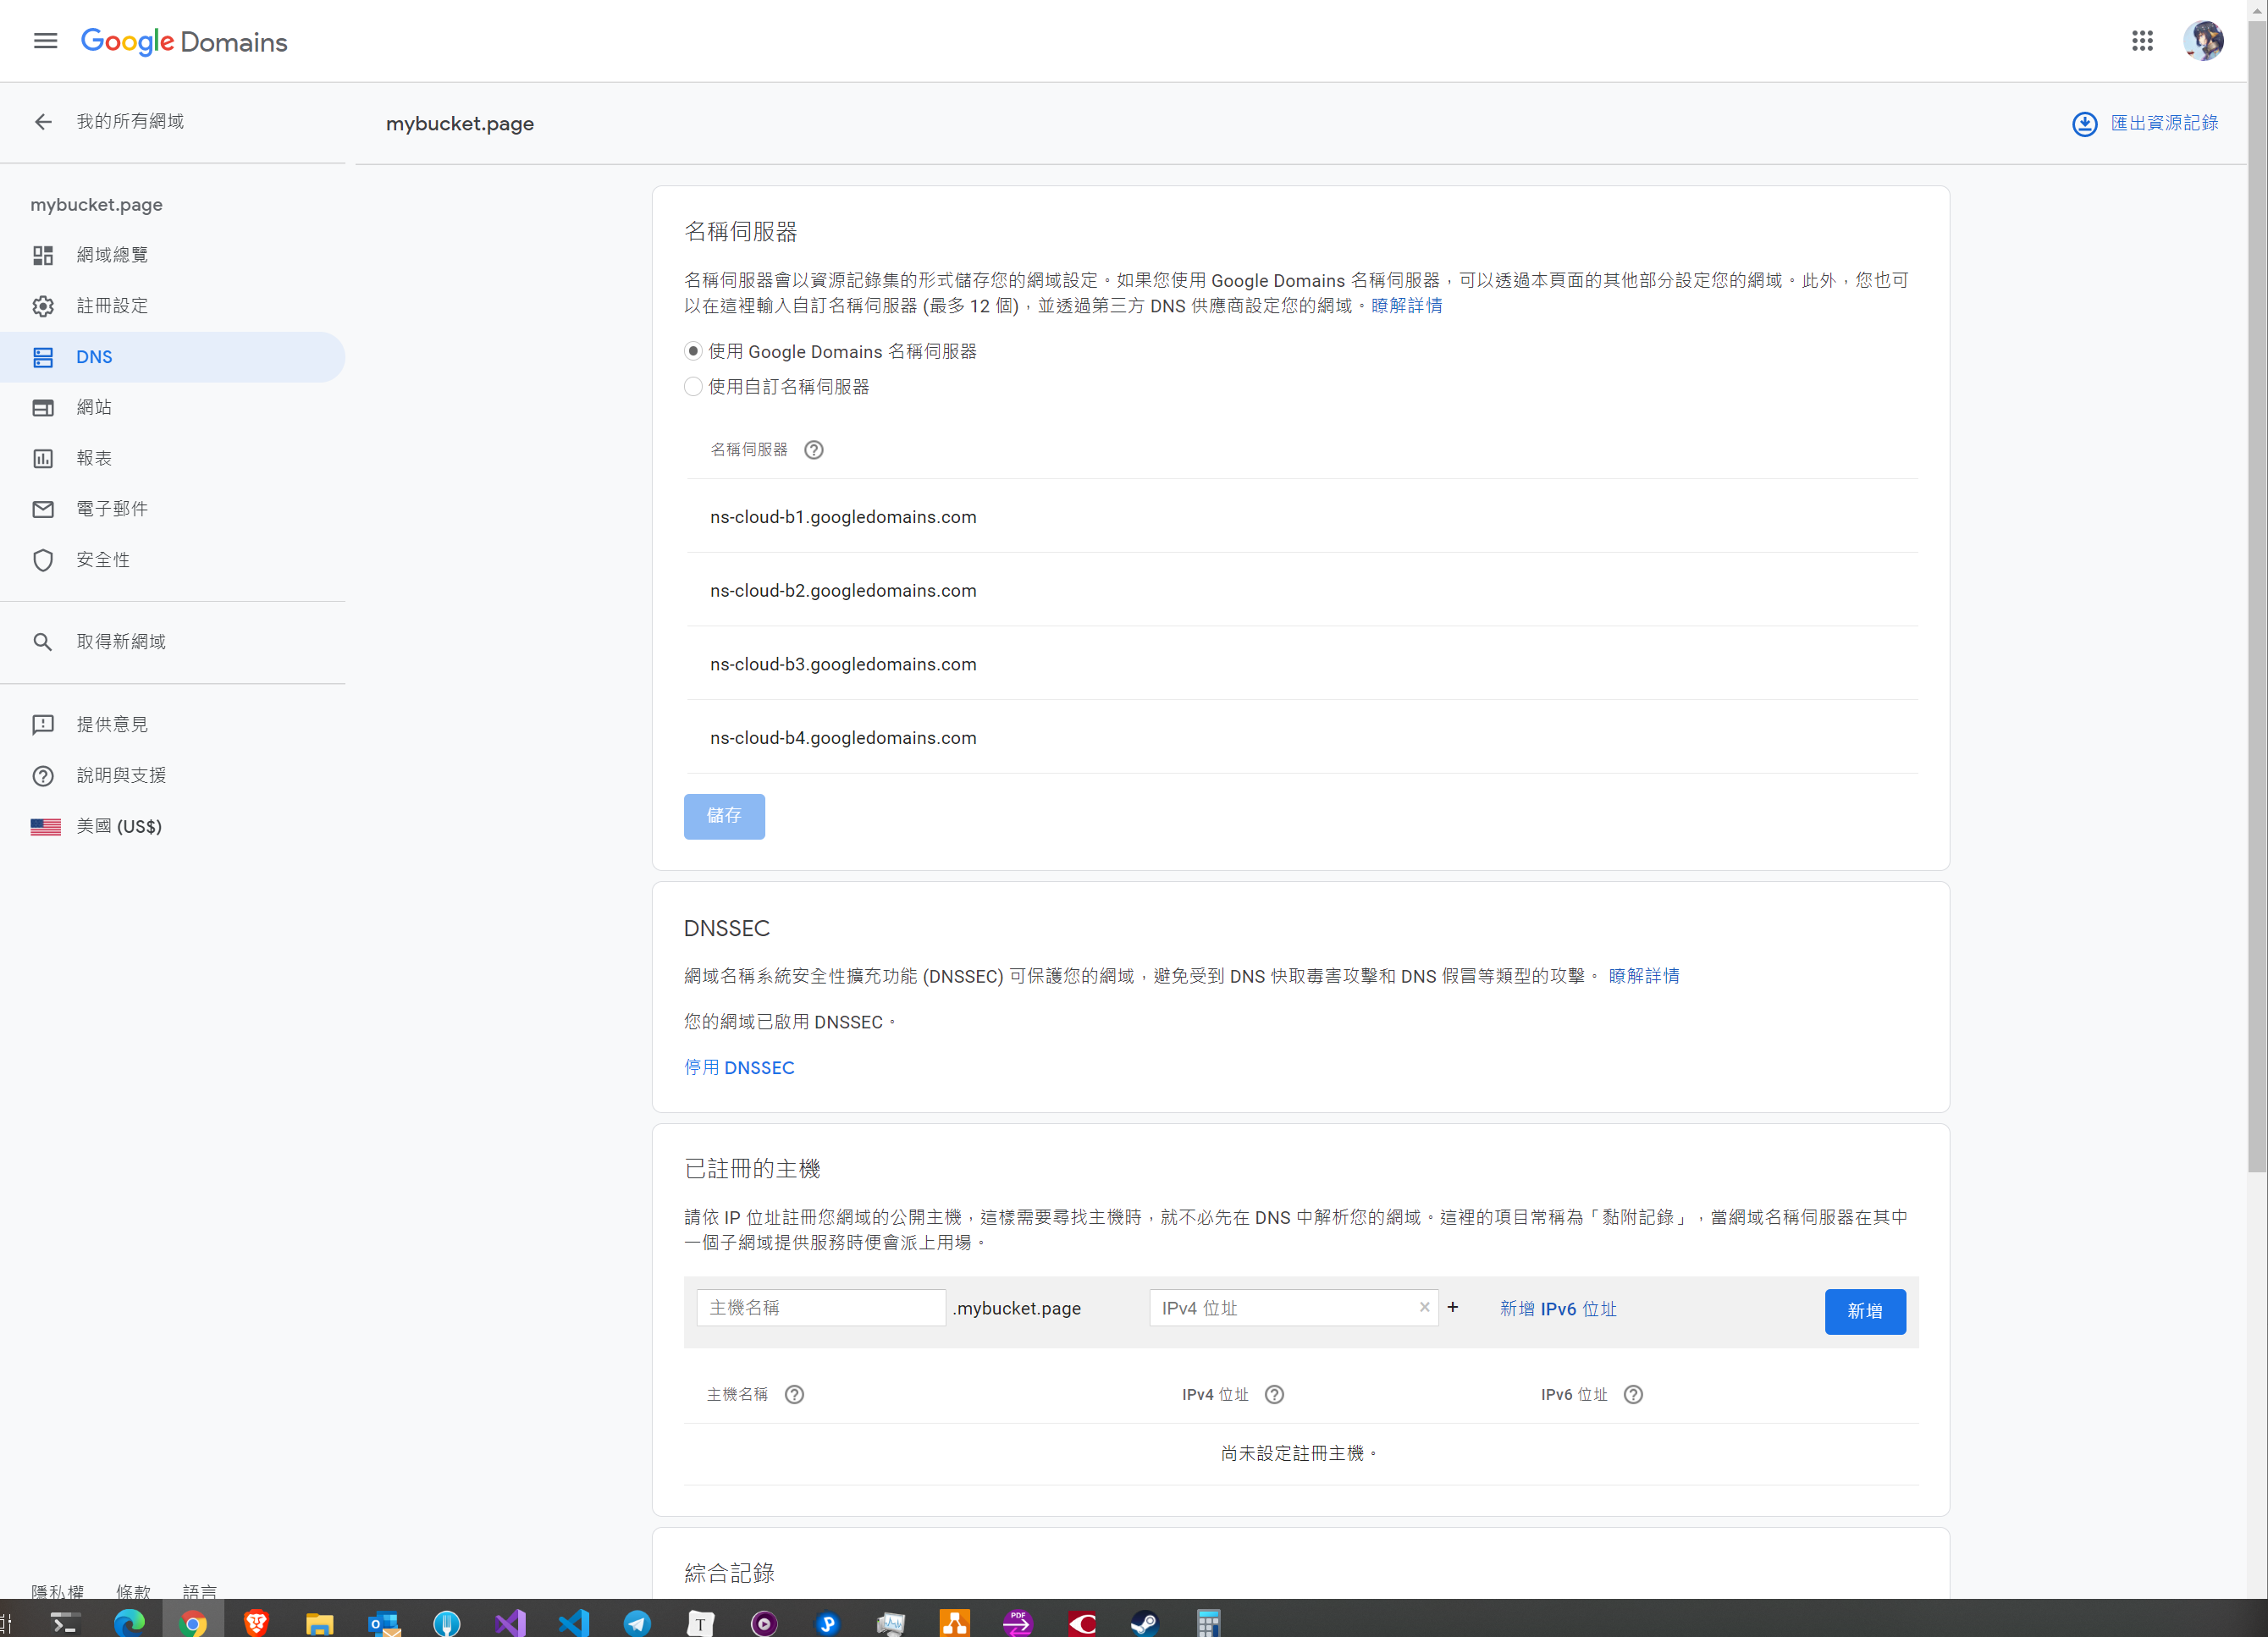 Google Domains
我的所有網域
mybucket.page
匯出資源記錄
mybucket.page
網域總覽
註冊設定
DNS
網站
報表
電子郵件
安全性
取得新網域
提供意見
說明與支援
美國 (US$)
隱私權 條款 語言
名稱伺服器
名稱伺服器會以資源記錄集的形式儲存您的網域設定。如果您使用 Google Domains 名稱伺服器，可以透過本頁面的其他部分設定您的網域。此外，您也可
以在這裡輸入自訂名稱伺服器 (最多 12 個)，並透過第三方 DNS 供應商設定您的網域。瞭解詳情
使用 Google Domains 名稱伺服器
使用自訂名稱伺服器
名稱伺服器
ns-cloud-b1.googledomains.com
ns-cloud-b2.googledomains.com
ns-cloud-b3.googledomains.com
ns-cloud-b4.googledomains.com
儲存
DNSSEC
網域名稱系統安全性擴充功能 (DNSSEC) 可保護您的網域，避免受到 DNS 快取毒害攻擊和 DNS 假冒等類型的攻擊。 瞭解詳情
您的網域已啟用 DNSSEC。
停用 DNSSEC
已註冊的主機
請依 IP 位址註冊您網域的公開主機，這樣需要尋找主機時，就不必先在 DNS 中解析您的網域。這裡的項目常稱為「黏附記錄」，當網域名稱伺服器在其中
一個子網域提供服務時便會派上用場。
主機名稱 .mybucket.page IPv4 位址 × + 新增 IPv6 位址 新增
主機名稱 IPv4 位址 IPv6 位址
尚未設定註冊主機。
綜合記錄
T
PDF